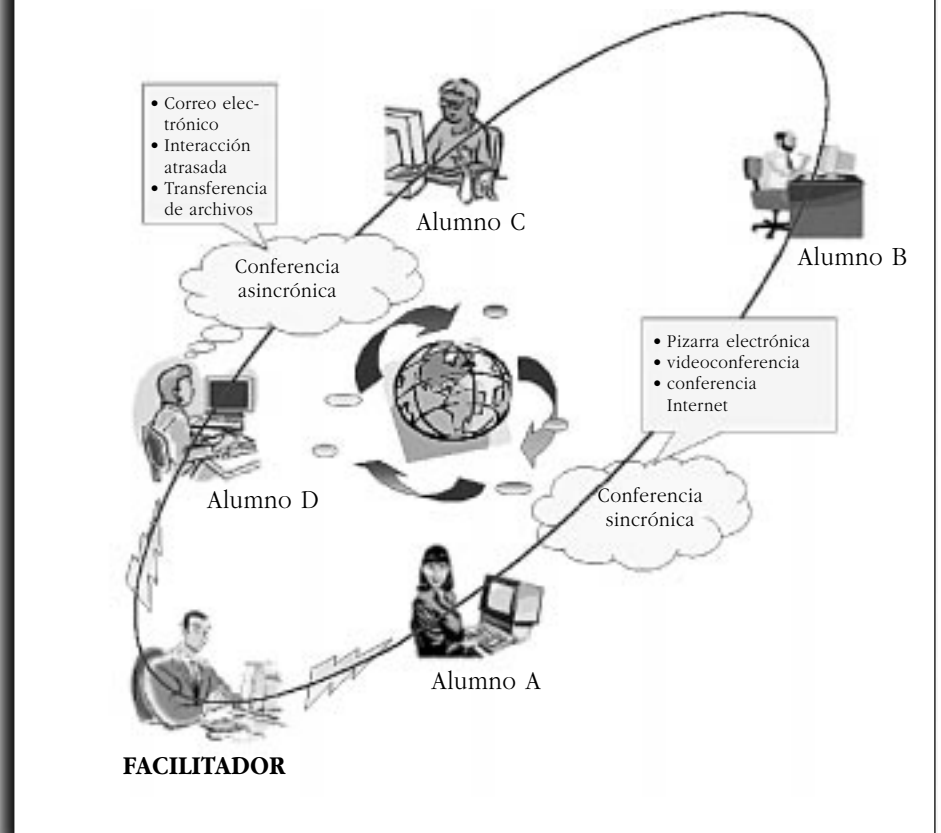 • Correo elec-
trónico
• Interacción
atrasada
• Transferencia
de archivos
Alumno C
Conferencia
asincrónica
Alumno B
• Pizarra electrónica
• videoconferencia
• conferencia
Internet
Alumno D
Conferencia
sincrónica
Alumno A
FACILITADOR